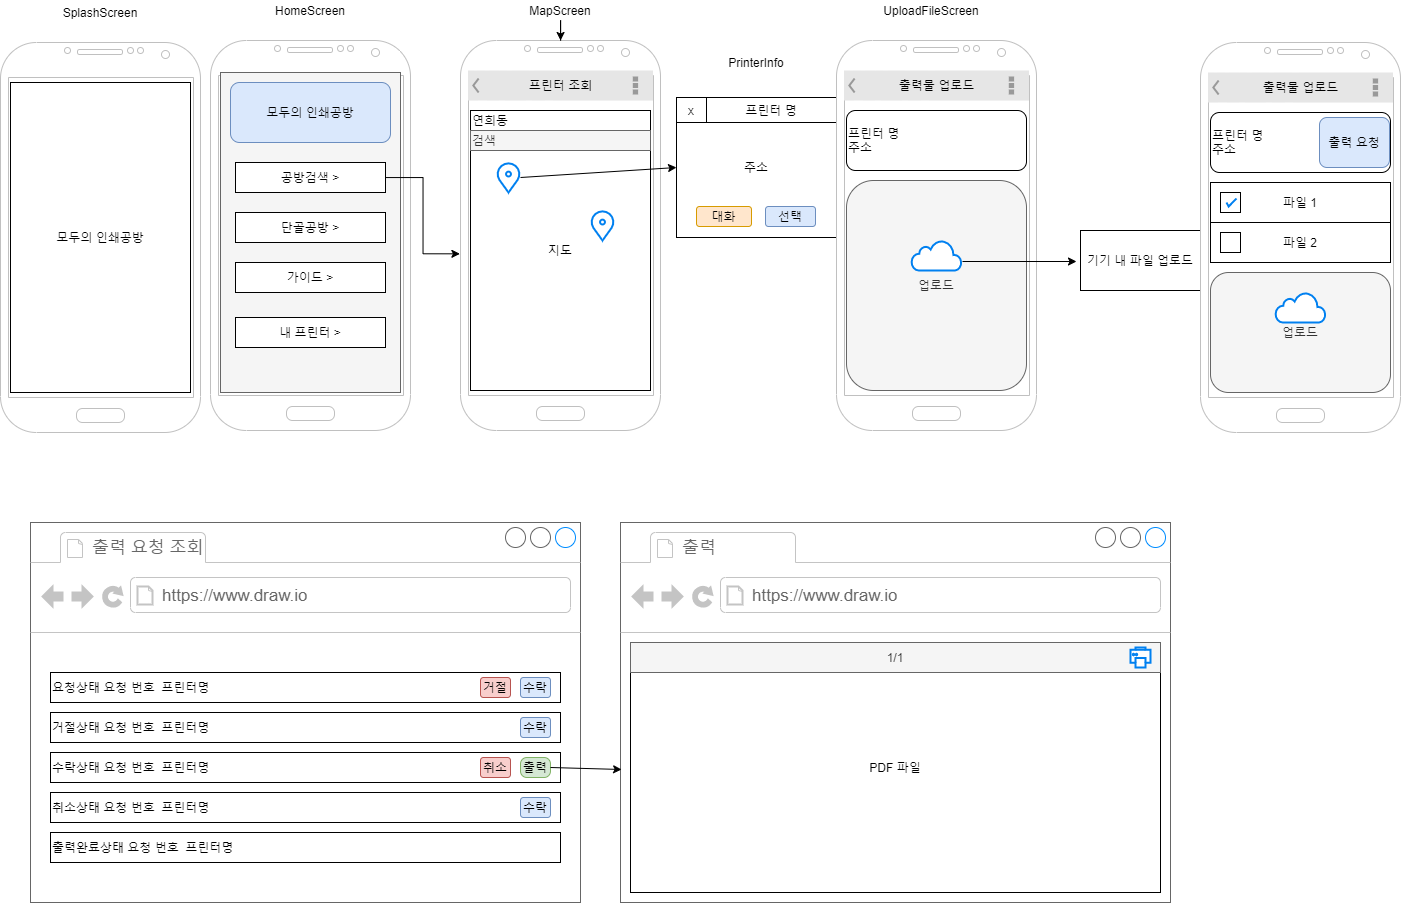 SplashScreen
HomeScreen
MapScreen
UploadFileScreen
PrinterInfo
모두의 인쇄공방
모두의 인쇄공방
공방검색 >
단골공방 >
가이드 >
내 프린터 >
프린터 조회
연희동
검색
지도
x
프린터 명
주소
대화
선택
출력물 업로드
프린터 명
주소
업로드
기기 내 파일 업로드
출력물 업로드
프린터 명
주소
출력 요청
파일 1
파일 2
업로드
출력 요청 조회
https://www.draw.io
요청상태 요청 번호 프린터명
거절
수락
거절상태 요청 번호 프린터명
수락
수락상태 요청 번호 프린터명
취소
출력
취소상태 요청 번호 프린터명
수락
출력완료상태 요청 번호 프린터명
출력
https://www.draw.io
1/1
PDF 파일